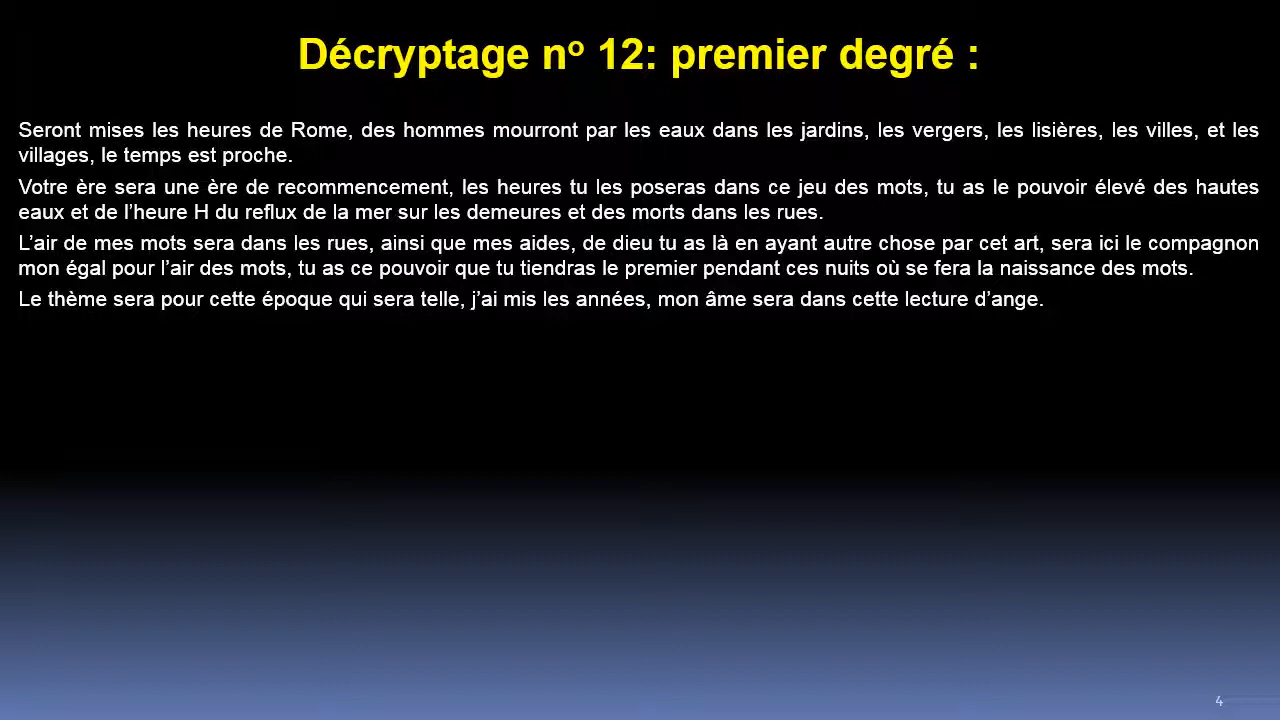 Décryptage nº 12: premier degré :
Seront mises les heures de Rome, des hommes mourront par les eaux dans les jardins, les vergers, les lisières, les villes, et les
villages, le temps est proche.
Votre ère sera une ère de recommencement, les heures tu les poseras dans ce jeu des mots, tu as le pouvoir élevé des hautes
eaux et de l’heure H du reflux de la mer sur les demeures et des morts dans les rues.
L’air de mes mots sera dans les rues, ainsi que mes aides, de dieu tu as là en ayant autre chose par cet art, sera ici le compagnon
mon égal pour l’air des mots, tu as ce pouvoir que tu tiendras le premier pendant ces nuits où se fera la naissance des mots.
Le thème sera pour cette époque qui sera telle, j’ai mis les années, mon âme sera dans cette lecture d’ange.
4